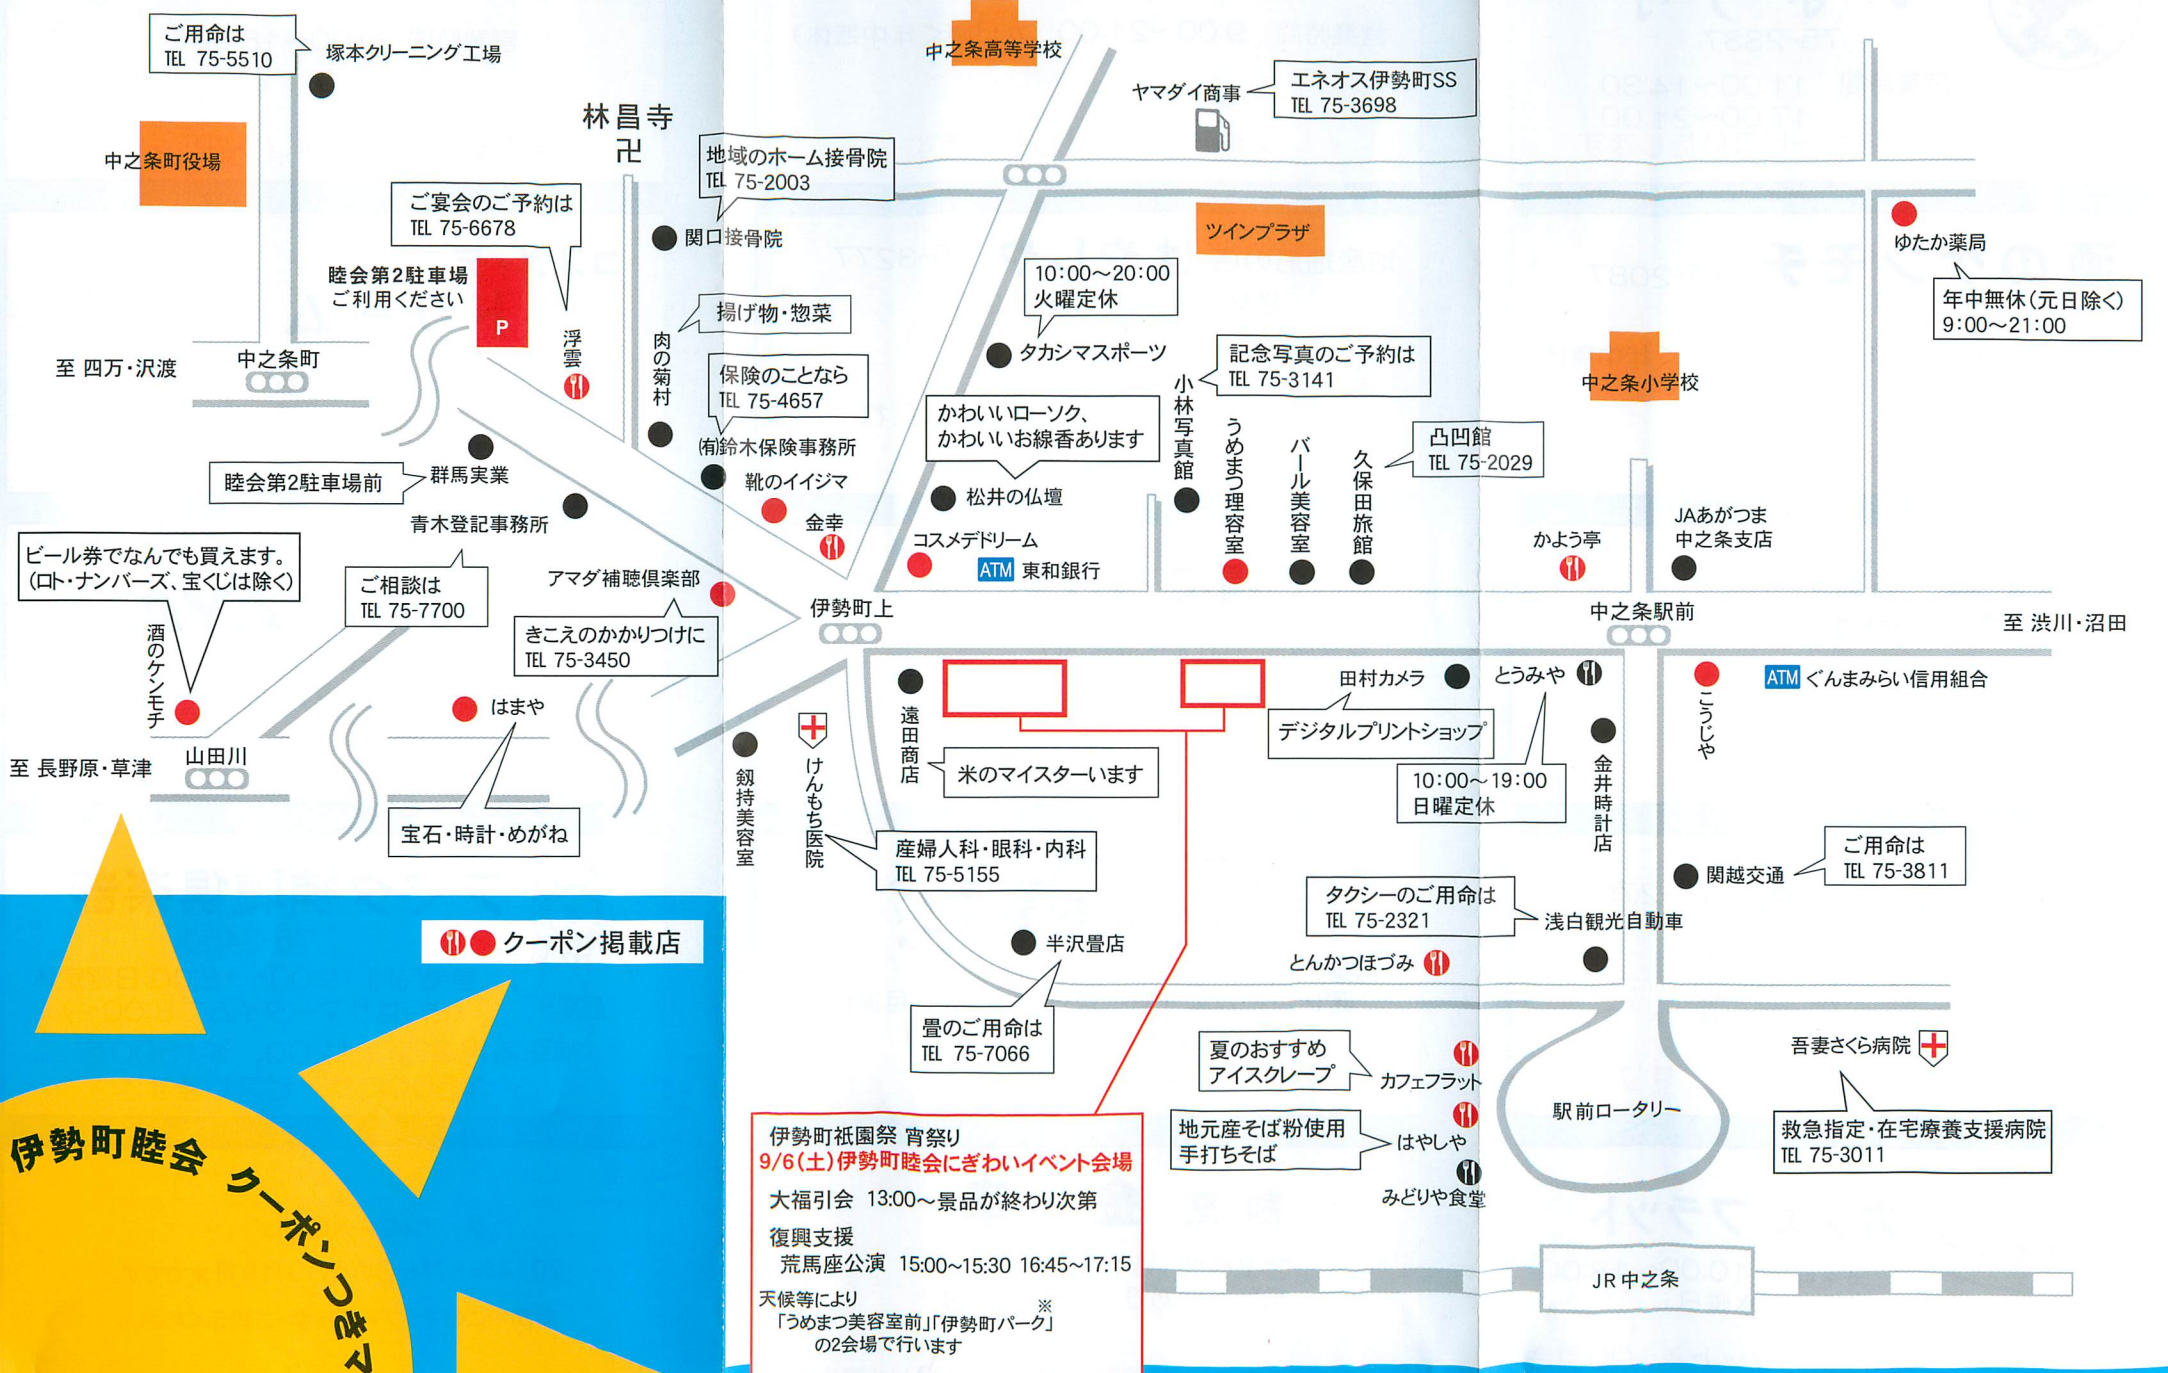 ご用命は
TEL 75-5510
塚本クリーニング工場
中之条町役場
林昌寺
卍
中之条高等学校
ヤマダイ商事
エネオス伊勢町SS
TEL 75-3698
地域のホーム接骨院
TEL 75-2003
関口接骨院
ご宴会のご予約は
TEL 75-6678
睦会第2駐車場
ご利用ください
P
浮雲
肉の菊村
揚げ物・惣菜
保険のことなら
TEL 75-4657
㈲鈴木保険事務所
靴のイイジマ
金幸
至 四万・沢渡
中之条町
睦会第2駐車場前
群馬実業
青木登記事務所
ご相談は
TEL 75-7700
アマダ補聴倶楽部
きこえのかかりつけに
TEL 75-3450
ビール券でなんでも買えます。
(ロト・ナンバーズ、宝くじは除く)
酒のケンモチ
はまや
宝石・時計・めがね
至 長野原・草津
山田川
ツインプラザ
10:00〜20:00
火曜定休
タカシマスポーツ
かわいいローソク、
かわいいお線香あります
松井の仏壇
コスメデドリーム
ATM 東和銀行
小林写真館
記念写真のご予約は
TEL 75-3141
うめまつ理容室
バール美容室
久保田旅館
凸凹館
TEL 75-2029
中之条小学校
かよう亭
JAあがつま
中之条支店
ゆたか薬局
年中無休(元日除く)
9:00〜21:00
伊勢町上
中之条駅前
至 渋川・沼田
剱持美容室
けんもち医院
産婦人科・眼科・内科
TEL 75-5155
遠田商店
米のマイスターいます
田村カメラ
デジタルプリントショップ
とうみや
10:00〜19:00
日曜定休
金井時計店
こうじや
ATM ぐんまみらい信用組合
関越交通
ご用命は
TEL 75-3811
タクシーのご用命は
TEL 75-2321
浅白観光自動車
とんかつほづみ
半沢畳店
畳のご用命は
TEL 75-7066
夏のおすすめ
アイスクレープ
カフェフラット
地元産そば粉使用
手打ちそば
はやしや
みどりや食堂
駅前ロータリー
吾妻さくら病院
救急指定・在宅療養支援病院
TEL 75-3011
JR中之条
クーポン掲載店
伊勢町睦会 クーポンつきマ
伊勢町祇園祭 宵祭り
9/6(土)伊勢町睦会にぎわいイベント会場
大福引会 13:00〜景品が終わり次第
復興支援
荒馬座公演 15:00~15:30 16:45~17:15
天候等により ※
「うめまつ美容室前」「伊勢町パーク」
の2会場で行います